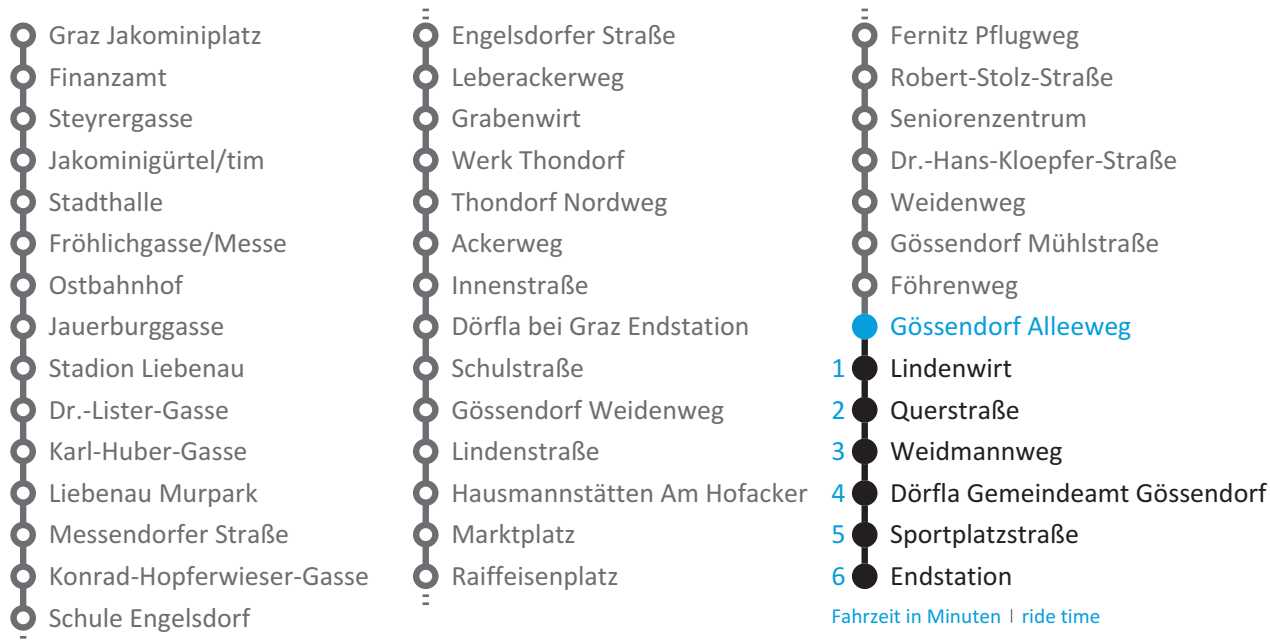 Graz Jakominiplatz
Finanzamt
Steyrergasse
Jakominigürtel/tim
Stadthalle
Fröhlichgasse/Messe
Ostbahnhof
Jauerburggasse
Stadion Liebenau
Dr.-Lister-Gasse
Karl-Huber-Gasse
Liebenau Murpark
Messendorfer Straße
Konrad-Hopferwieser-Gasse
Schule Engelsdorf
Engelsdorfer Straße
Leberackerweg
Grabenwirt
Werk Thondorf
Thondorf Nordweg
Ackerweg
Innenstraße
Dörfla bei Graz Endstation
Schulstraße
Gössendorf Weidenweg
Lindenstraße
Hausmannstätten Am Hofacker
Marktplatz
Raiffeisenplatz
Fernitz Pflugweg
Robert-Stolz-Straße
Seniorenzentrum
Dr.-Hans-Kloepfer-Straße
Weidenweg
Gössendorf Mühlstraße
Föhrenweg
Gössendorf Alleeweg
1 Lindenwirt
2 Querstraße
3 Weidmannweg
4 Dörfla Gemeindeamt Gössendorf
5 Sportplatzstraße
6 Endstation
Fahrzeit in Minuten | ride time